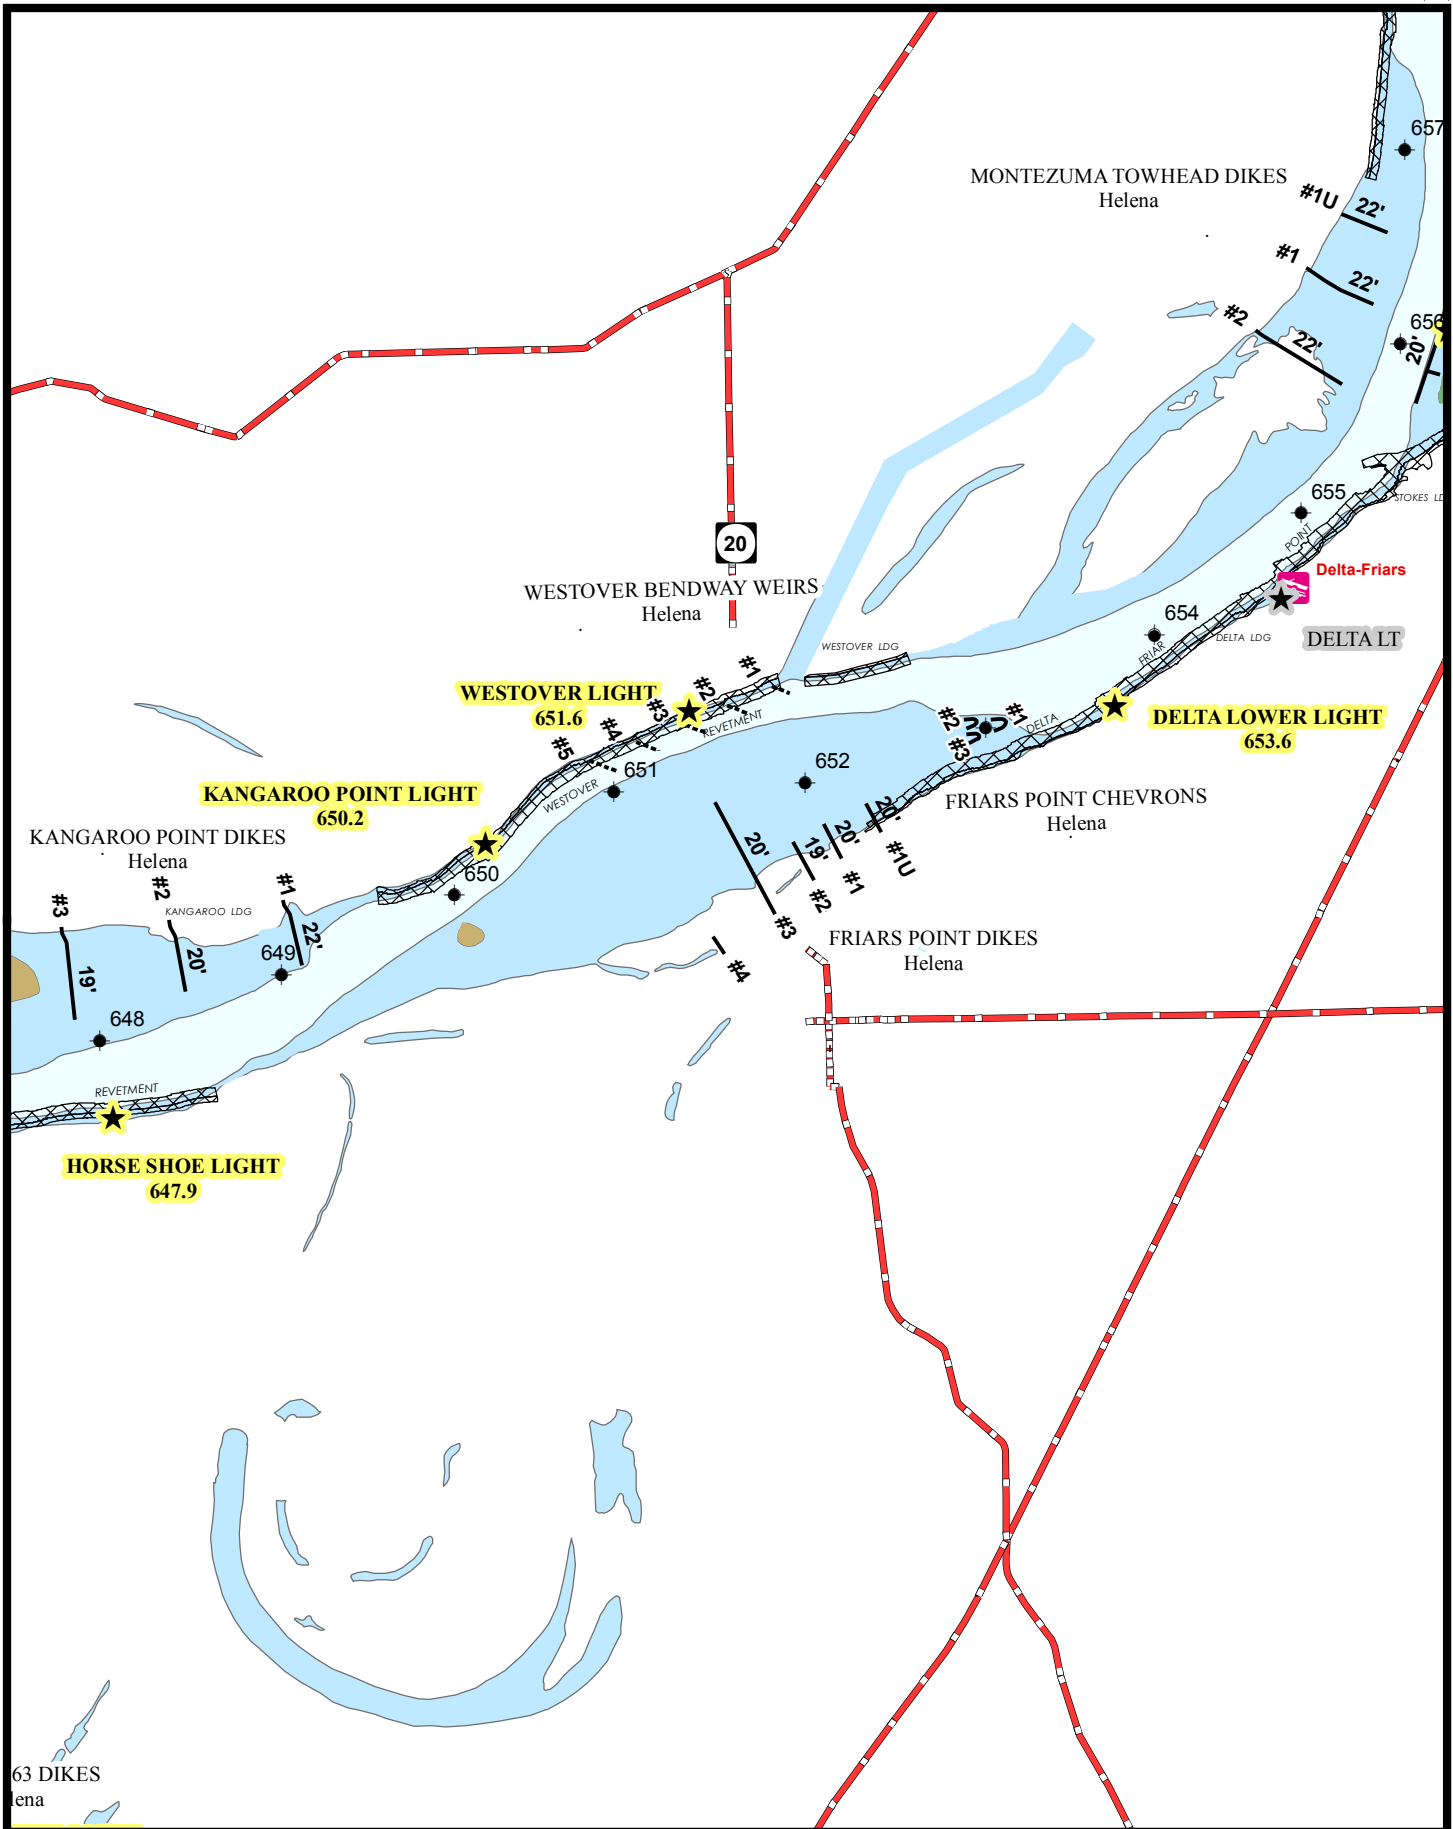 657
MONTEZUMA TOWHEAD DIKES
Helena
#1U
22'
#1
22'
#2
22'
656
20'
655
STOKES
POINT
20
Delta-Friars
WESTOVER BENDWAY WEIRS
Helena
654
DELTA LDG
DELTA LT
FRIAR
WESTOVER LDG
WESTOVER LIGHT
651.6
#1
#2
#3
#4
#5
REVETMENT
DELTA LOWER LIGHT
653.6
#2
#1
#3
DELTA
651
652
WESTOVER
KANGAROO POINT LIGHT
650.2
FRIARS POINT CHEVRONS
Helena
KANGAROO POINT DIKES
Helena
20'
20'
19'
20'
#1U
#1
#2
#3
650
#3
#2
#1
KANGAROO LDG
22'
649
20'
19'
FRIARS POINT DIKES
Helena
#4
648
REVETMENT
HORSE SHOE LIGHT
647.9
63 DIKES
lena